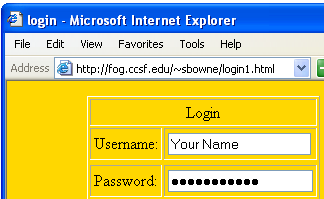 login - Microsoft Internet Explorer
File Edit View Favorites Tools Help
Address http://fog.ccsf.edu/~sbowne/login1.html
Login
Username: Your Name
Password: ●●●●●●●●●●●